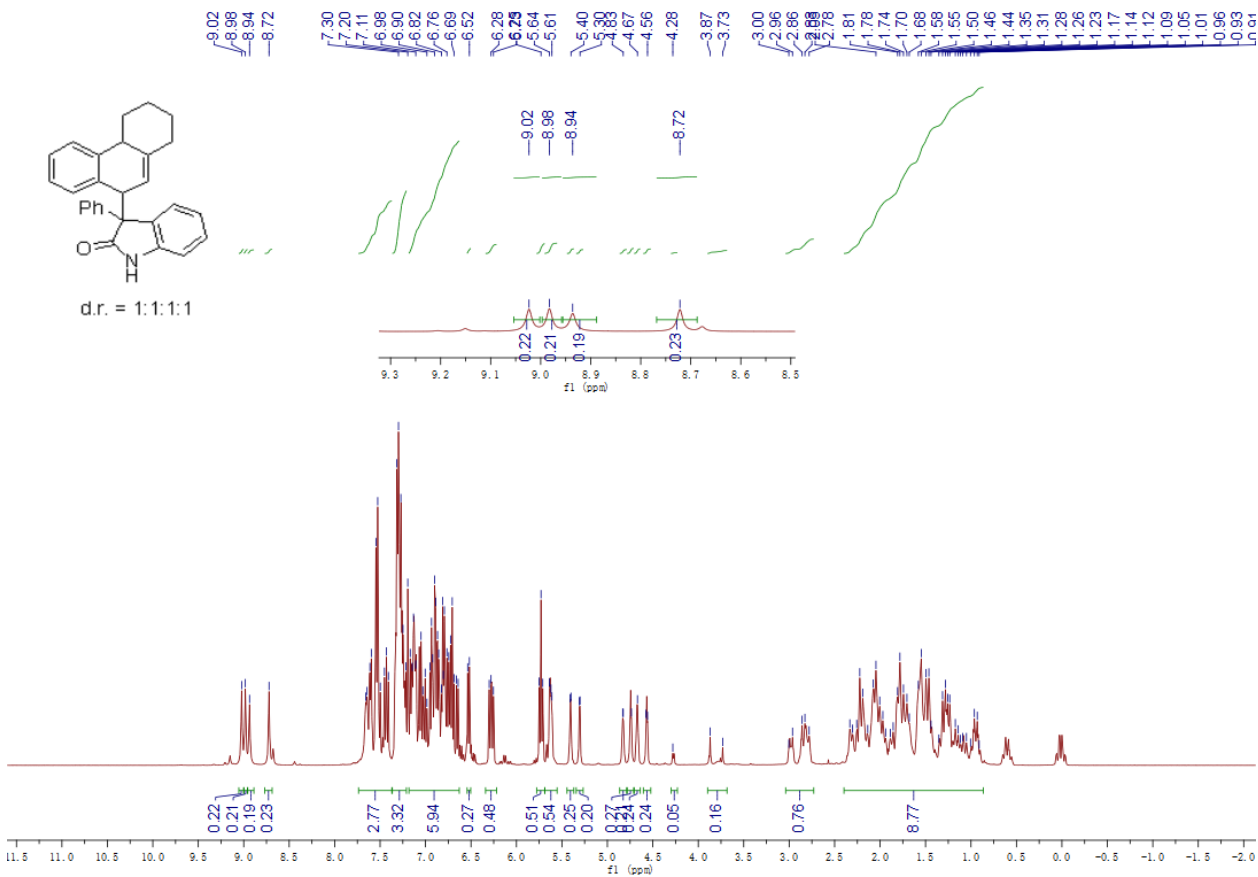 9.02 8.98 8.94 8.72 7.30 7.20 7.11 6.98 6.90 6.82 6.76 6.69 6.52 6.28 5.64 5.61 5.40 5.30 4.83 4.67 4.56 4.28 3.87 3.73 3.00 2.96 2.86 2.78 1.81 1.78 1.74 1.70 1.68 1.58 1.55 1.50 1.46 1.44 1.35 1.31 1.28 1.26 1.23 1.17 1.14 1.12 1.09 1.05 1.01 0.96 0.93 0.91
9.02 8.98 8.94 8.72
Ph
O
N
H
d.r. = 1:1:1:1
0.22 0.21 0.19 0.23
9.3 9.2 9.1 9.0 8.9 8.8 8.7 8.6 8.5
f1 (ppm)
0.22 0.21 0.19 0.23 2.77 3.32 5.94 0.27 0.48 0.51 0.54 0.25 0.20 0.27 0.24 0.24 0.05 0.16 0.76 8.77
11.5 11.0 10.5 10.0 9.5 9.0 8.5 8.0 7.5 7.0 6.5 6.0 5.5 5.0 4.5 4.0 3.5 3.0 2.5 2.0 1.5 1.0 0.5 0.0 -0.5 -1.0 -1.5 -2.0
f1 (ppm)